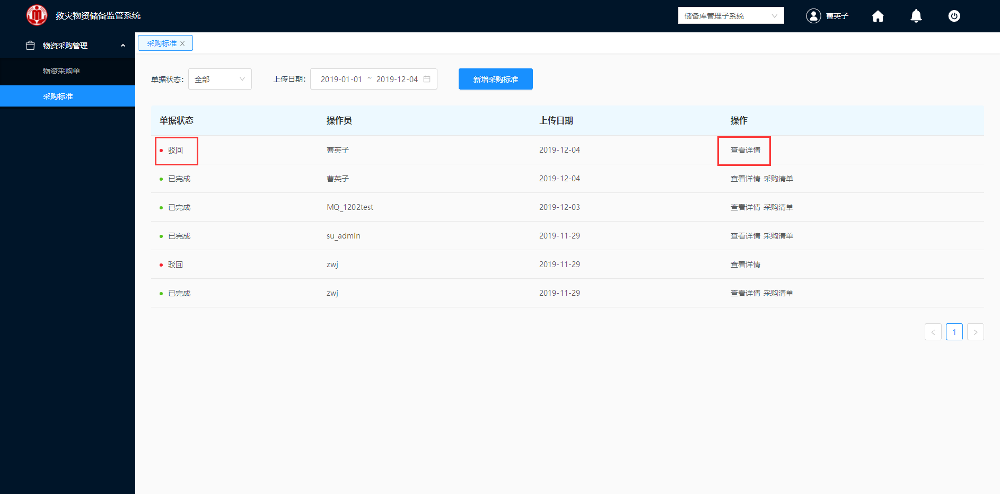 救灾物资储备监管系统
储备库管理子系统
曹英子
物资采购管理
物资采购单
采购标准
采购标准
单据状态: 全部 上传日期: 2019-01-01 ~ 2019-12-04 新增采购标准
单据状态 操作员 上传日期 操作
驳回 曹英子 2019-12-04 查看详情
已完成 曹英子 2019-12-04 查看详情 采购清单
已完成 MQ_1202test 2019-12-03 查看详情 采购清单
已完成 su_admin 2019-11-29 查看详情 采购清单
驳回 zwj 2019-11-29 查看详情
已完成 zwj 2019-11-29 查看详情 采购清单
< 1 >